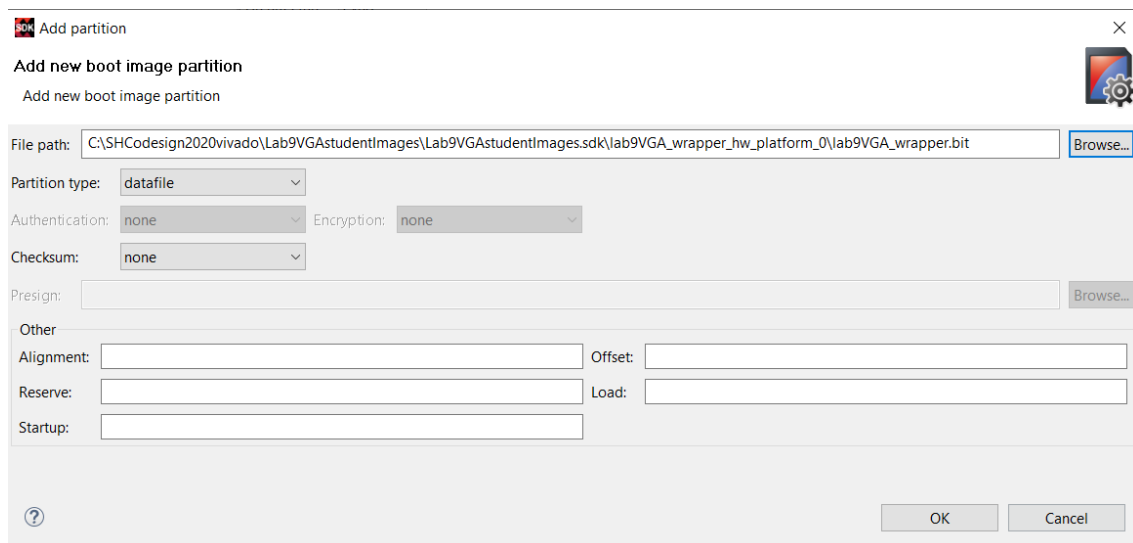 SDK Add partition
Add new boot image partition
Add new boot image partition
File path: C:\SHCodesign2020vivado\Lab9VGAstudentImages\Lab9VGAstudentImages.sdk\lab9VGA_wrapper_hw_platform_0\lab9VGA_wrapper.bit Browse...
Partition type: datafile
Authentication: none Encryption: none
Checksum: none
Presign: Browse...
Other
Alignment: Offset:
Reserve: Load:
Startup:
? OK Cancel